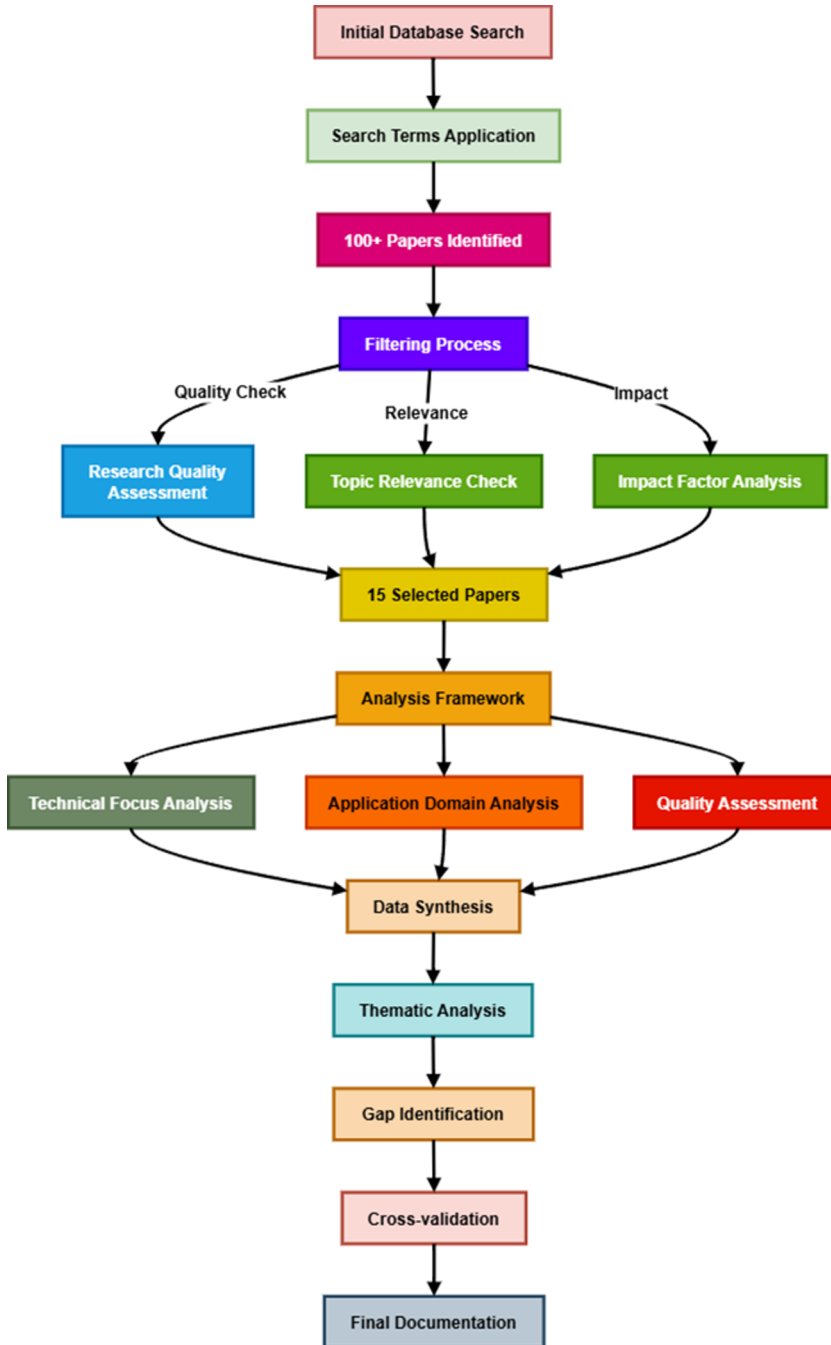 Initial Database Search
Search Terms Application
100+ Papers Identified
Filtering Process
Quality Check
Relevance
Impact
Research Quality
Assessment
Topic Relevance Check
Impact Factor Analysis
15 Selected Papers
Analysis Framework
Technical Focus Analysis
Application Domain Analysis
Quality Assessment
Data Synthesis
Thematic Analysis
Gap Identification
Cross-validation
Final Documentation